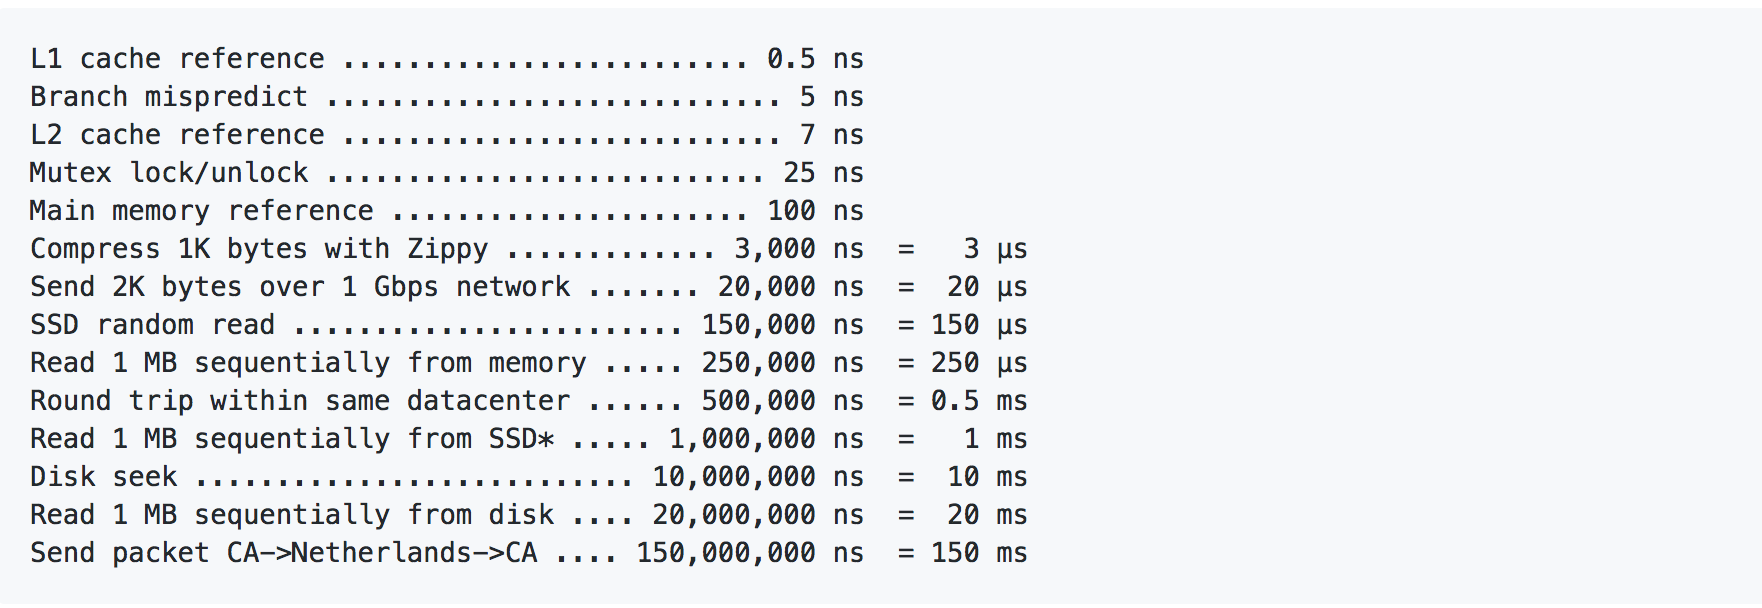 L1 cache reference ......................... 0.5 ns
Branch mispredict ............................ 5 ns
L2 cache reference ........................... 7 ns
Mutex lock/unlock ........................... 25 ns
Main memory reference ...................... 100 ns
Compress 1K bytes with Zippy ............. 3,000 ns  =   3 µs
Send 2K bytes over 1 Gbps network ....... 20,000 ns  =  20 µs
SSD random read ........................ 150,000 ns  = 150 µs
Read 1 MB sequentially from memory ..... 250,000 ns  = 250 µs
Round trip within same datacenter ...... 500,000 ns  = 0.5 ms
Read 1 MB sequentially from SSD* ..... 1,000,000 ns  =   1 ms
Disk seek ........................... 10,000,000 ns  =  10 ms
Read 1 MB sequentially from disk .... 20,000,000 ns  =  20 ms
Send packet CA->Netherlands->CA .... 150,000,000 ns  = 150 ms